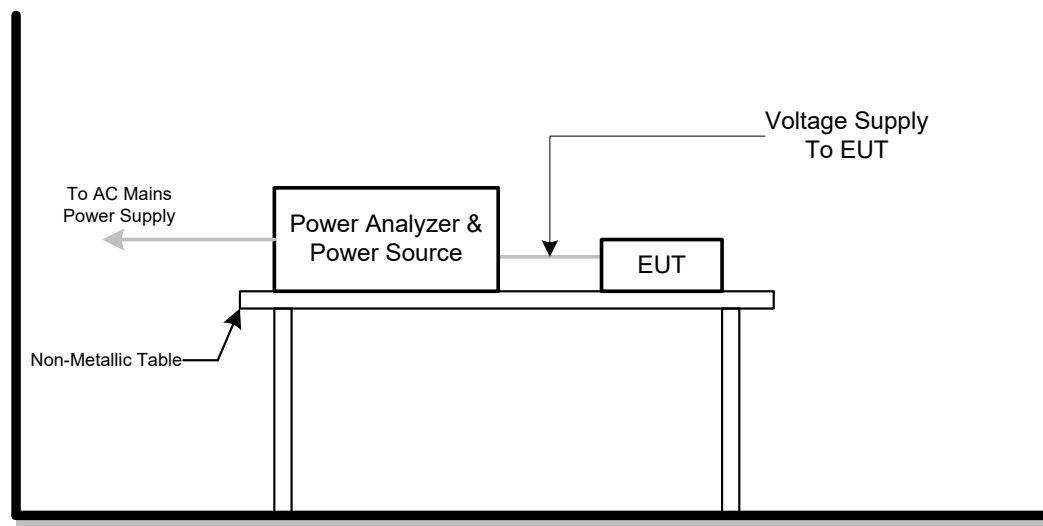 Voltage Supply
To EUT
To AC Mains
Power Supply
Power Analyzer &
Power Source
EUT
Non-Metallic Table